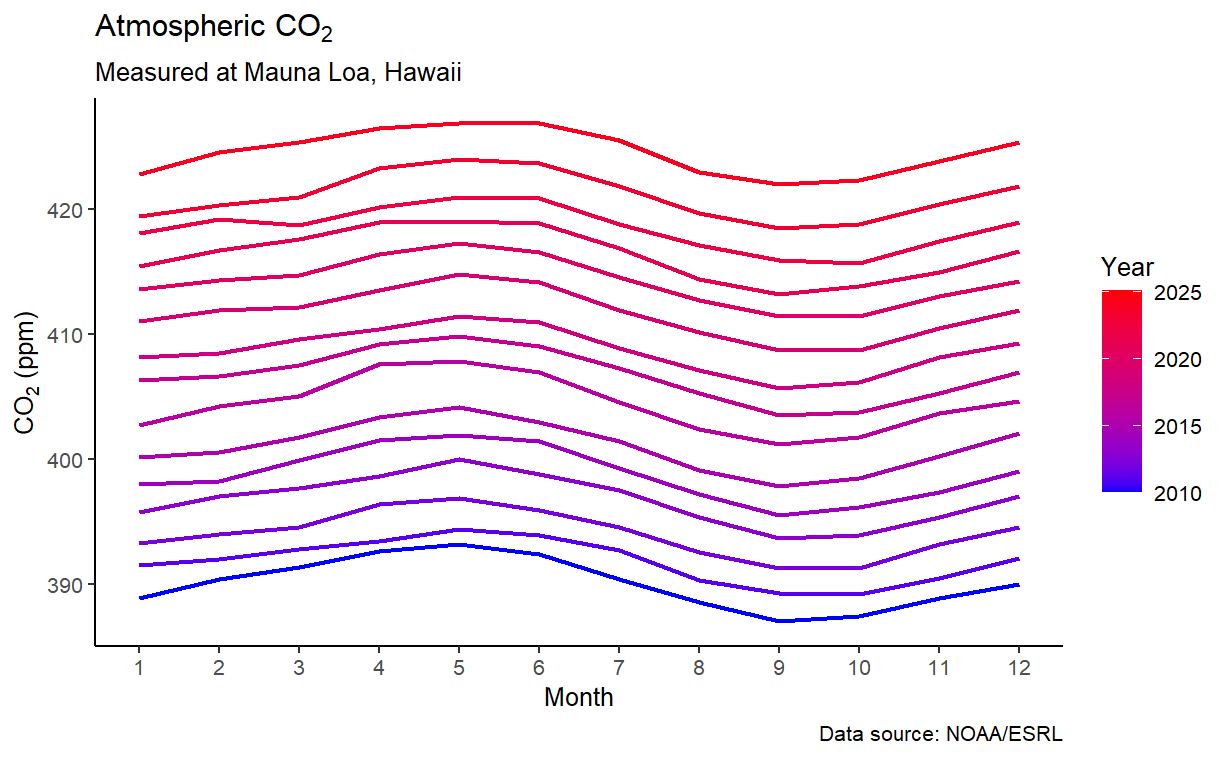 Atmospheric CO₂
Measured at Mauna Loa, Hawaii
CO₂ (ppm)
420
410
400
390
1 2 3 4 5 6 7 8 9 10 11 12
Month
Year
2025
2020
2015
2010
Data source: NOAA/ESRL